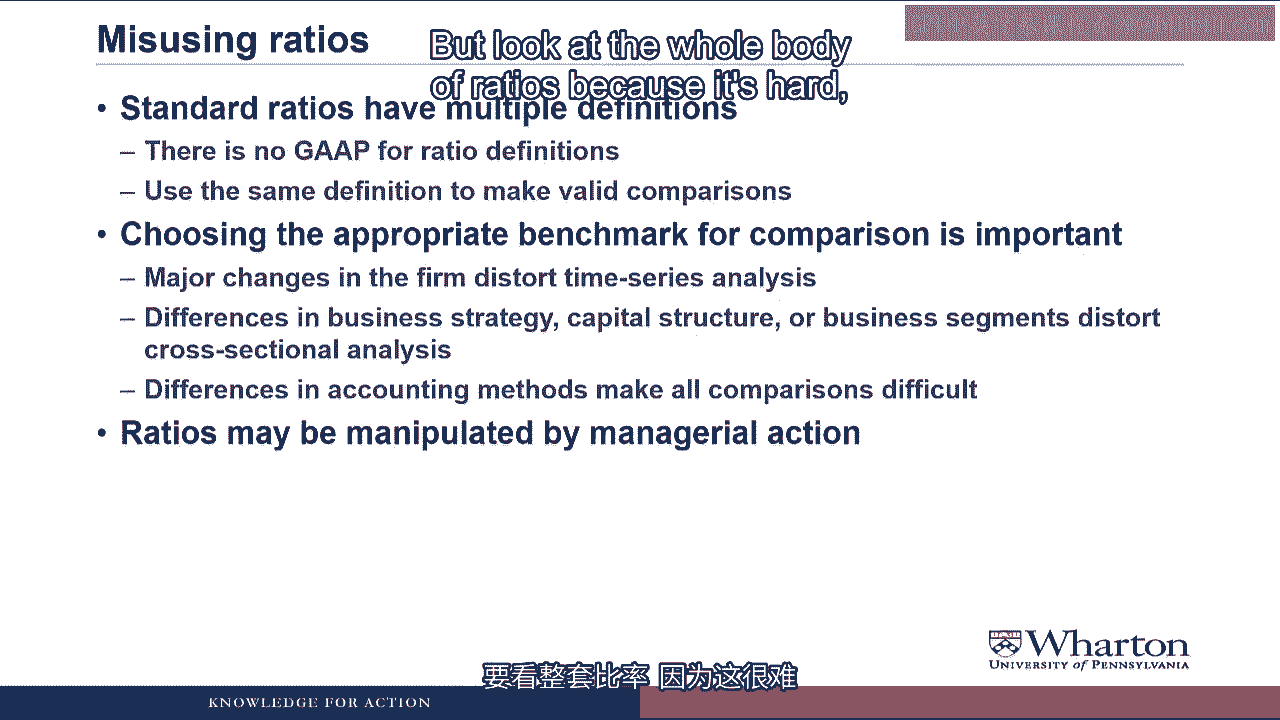 Misusing ratios
But look at the whole body
of ratios because it's hard,
• Standard ratios have multiple definitions
– There is no GAAP for ratio definitions
– Use the same definition to make valid comparisons
• Choosing the appropriate benchmark for comparison is important
– Major changes in the firm distort time-series analysis
– Differences in business strategy, capital structure, or business segments distort
cross-sectional analysis
– Differences in accounting methods make all comparisons difficult
• Ratios may be manipulated by managerial action
Wharton
UNIVERSITY of PENNSYLVANIA
要看整套比率 因为这很难
KNOWLEDGE FOR ACTION